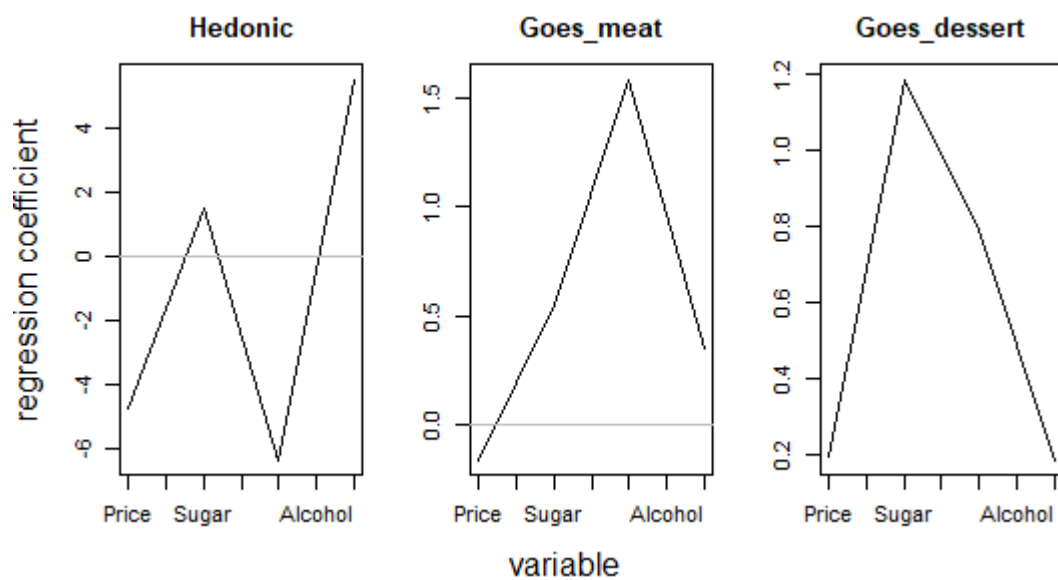 Hedonic
Goes_meat
Goes_dessert
regression coefficient
4
2
0
-2
-4
-6
1.5
1.0
0.5
0.0
1.2
1.0
0.8
0.6
0.4
0.2
Price Sugar Alcohol
Price Sugar Alcohol
Price Sugar Alcohol
variable